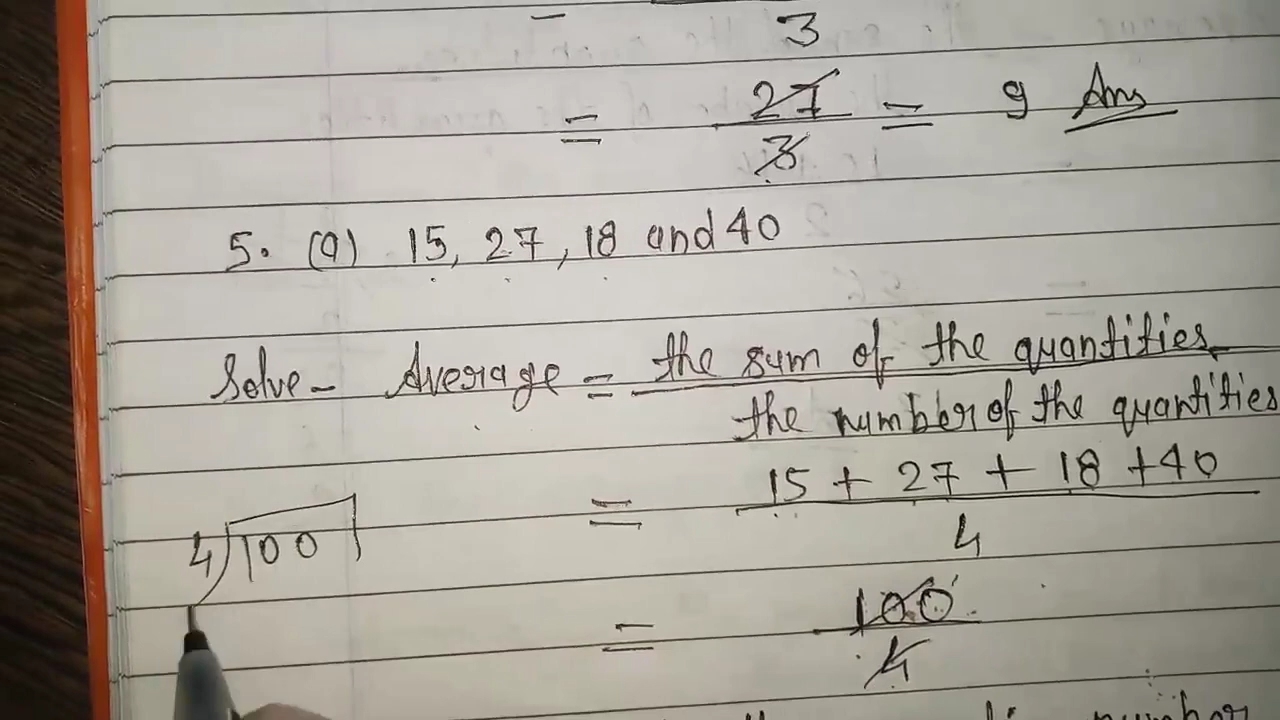 3
= 27/3 = 9 Ans
5. (a) 15, 27, 18 and 40
Solve- Average = the sum of the quantities
the number of the quantities
= 15 + 27 + 18 + 40
4
4)100
= 100
4
number